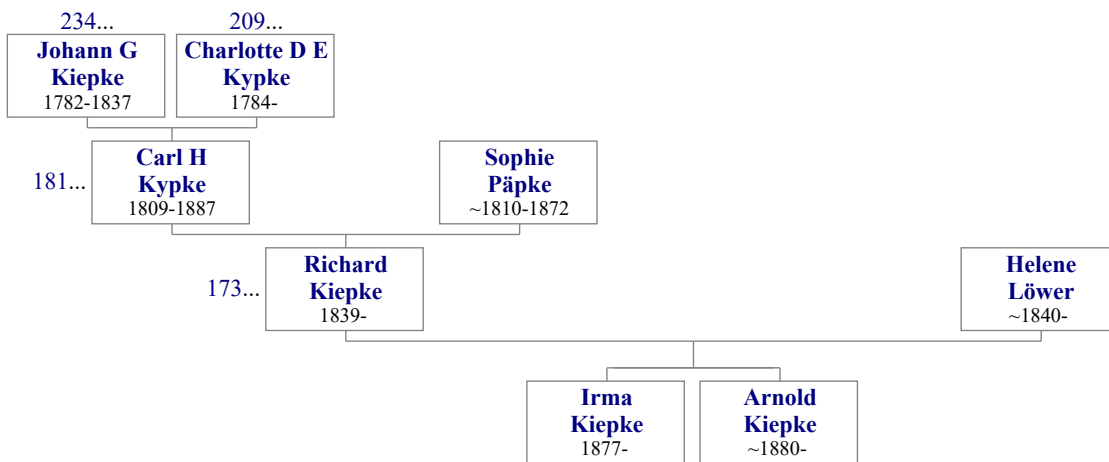 234...
209...
Johann G
Kiepke
1782-1837
Charlotte D E
Kypke
1784-
181...
Carl H
Kypke
1809-1887
Sophie
Päpke
~1810-1872
173...
Richard
Kiepke
1839-
Helene
Löwer
~1840-
Irma
Kiepke
1877-
Arnold
Kiepke
~1880-